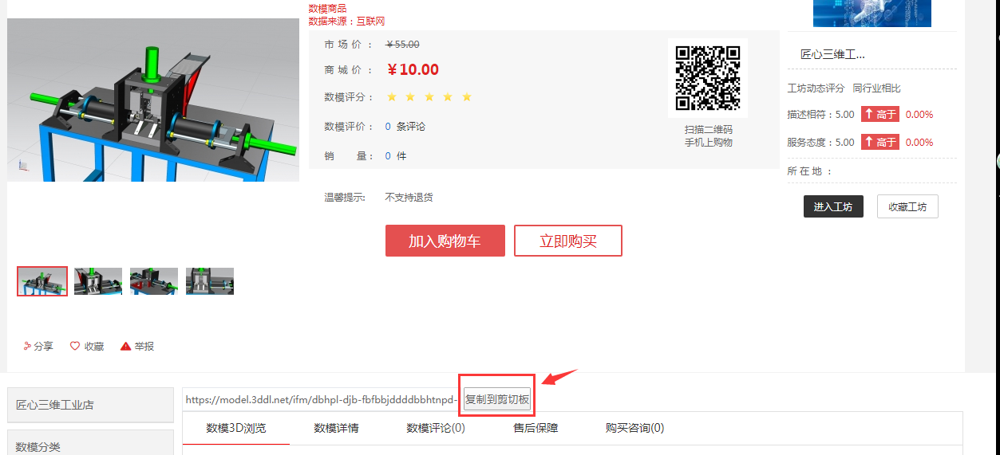 数模商品
数据来源：互联网
市 场 价 ： ￥55.00
商 城 价 ： ￥10.00
数模评分：
数模评价： 0 条评论
销 量： 0 件
扫描二维码
手机上购物
温馨提示: 不支持退货
加入购物车 立即购买
匠心三维工...
工坊动态评分 同行业相比
描述相符：5.00 高于 0.00%
服务态度：5.00 高于 0.00%
所 在 地 ：
进入工坊 收藏工坊
分享 收藏 举报
匠心三维工业店
数模分类
https://model.3ddl.net/ifm/dbhpl-djb-fbfbbjddddbbhtnpd- 复制到剪切板
数模3D浏览 数模详情 数模评论(0) 售后保障 购买咨询(0)